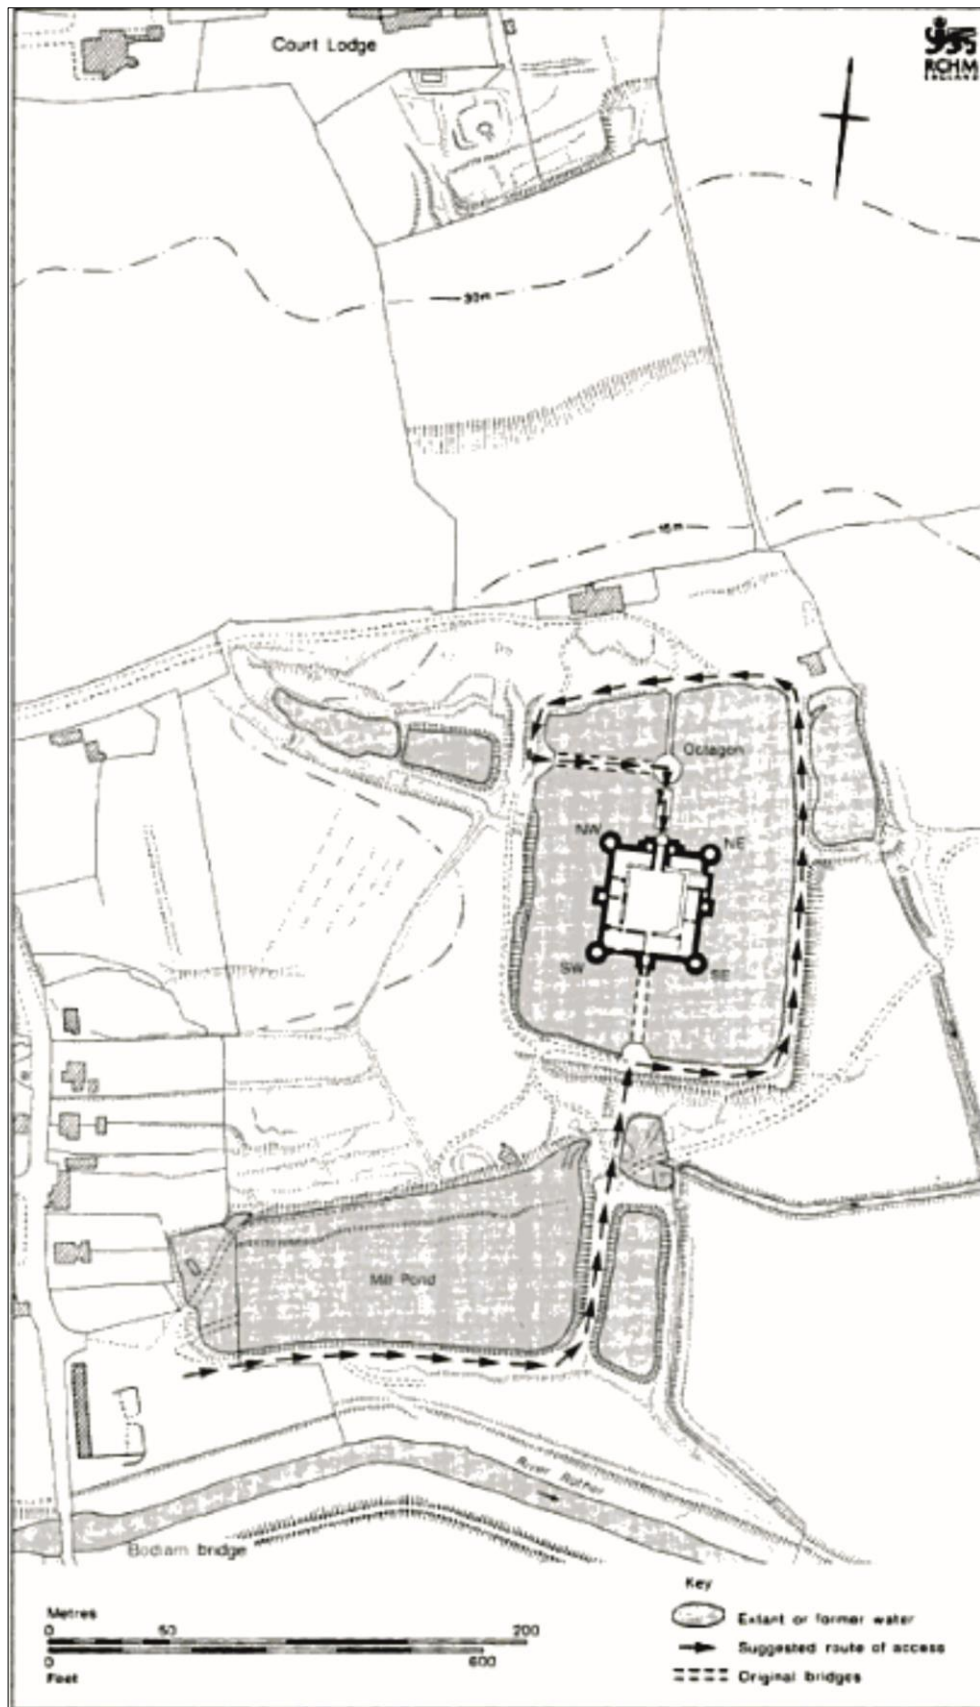 Court Lodge
RCHM
ENGLAND
30m
15m
Octagon
NW
NE
SW
SE
Mill Pond
River Rother
Bodiam bridge
Key
Extant or former water
Suggested route of access
Original bridges
Metres
0
50
200
0
600
Feet